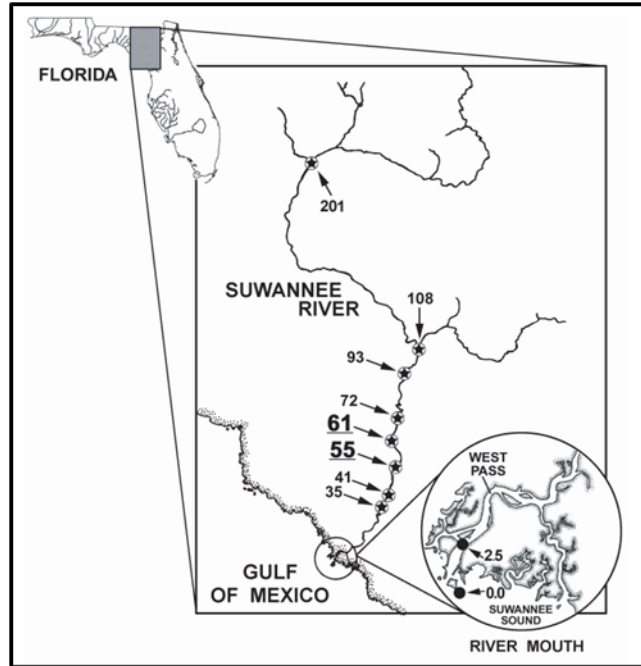 FLORIDA
201
SUWANNEE
RIVER
108
93
72
61
55
41
35
GULF
OF MEXICO
WEST
PASS
2.5
0.0
SUWANNEE
SOUND
RIVER MOUTH